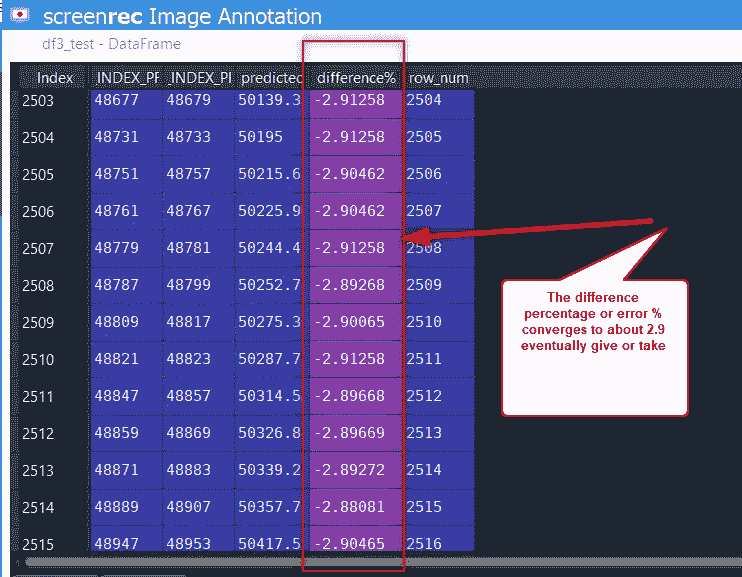 screenrec Image Annotation
df3_test - DataFrame
Index _INDEX_PF _INDEX_PI predicted difference% row_num
2503 48677 48679 50139.3 -2.91258 2504
2504 48731 48733 50195 -2.91258 2505
2505 48751 48757 50215.6 -2.90462 2506
2506 48761 48767 50225.9 -2.90462 2507
2507 48779 48781 50244.4 -2.91258 2508
2508 48787 48799 50252.7 -2.89268 2509
2509 48809 48817 50275.3 -2.90065 2510
2510 48821 48823 50287.7 -2.91258 2511
2511 48847 48857 50314.5 -2.89668 2512
2512 48859 48869 50326.8 -2.89669 2513
2513 48871 48883 50339.2 -2.89272 2514
2514 48889 48907 50357.7 -2.88081 2515
2515 48947 48953 50417.5 -2.90465 2516
The difference
percentage or error %
converges to about 2.9
eventually give or take